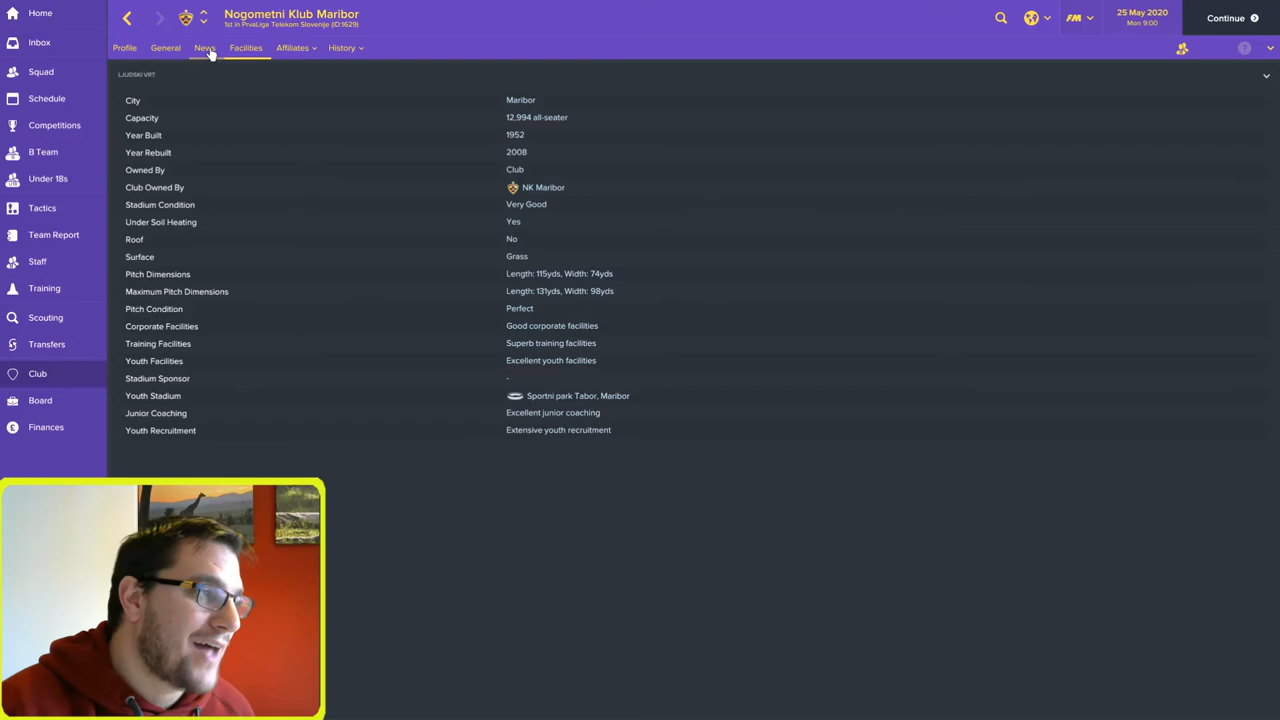 Home
Inbox
Squad
Schedule
Competitions
B Team
Under 18s
Tactics
Team Report
Staff
Training
Scouting
Transfers
Club
Board
Finances
Nogometni Klub Maribor
1st in PrvaLiga Telekom Slovenije (ID:1629)
FM
25 May 2020
Mon 9:00
Continue
Profile General News Facilities Affiliates History
LJUDSKI VRT
City Maribor
Capacity 12,994 all-seater
Year Built 1952
Year Rebuilt 2008
Owned By Club
Club Owned By NK Maribor
Stadium Condition Very Good
Under Soil Heating Yes
Roof No
Surface Grass
Pitch Dimensions Length: 115yds, Width: 74yds
Maximum Pitch Dimensions Length: 131yds, Width: 98yds
Pitch Condition Perfect
Corporate Facilities Good corporate facilities
Training Facilities Superb training facilities
Youth Facilities Excellent youth facilities
Stadium Sponsor -
Youth Stadium Sportni park Tabor, Maribor
Junior Coaching Excellent junior coaching
Youth Recruitment Extensive youth recruitment